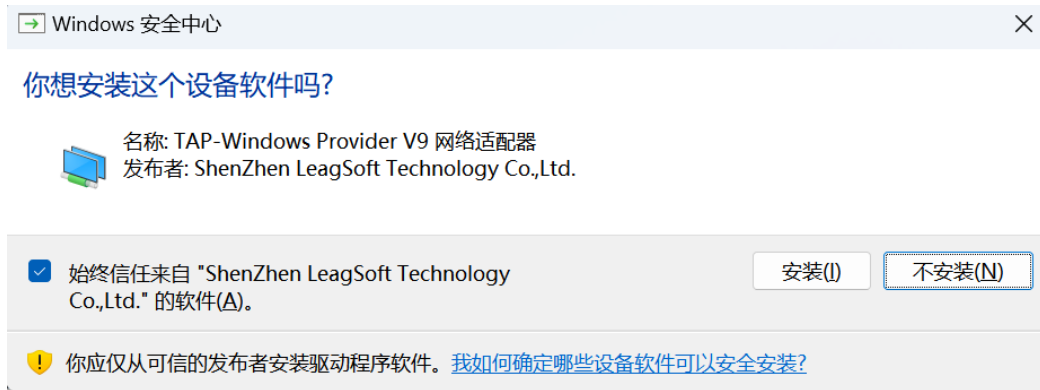 Windows 安全中心
你想安装这个设备软件吗?
名称: TAP-Windows Provider V9 网络适配器
发布者: ShenZhen LeagSoft Technology Co.,Ltd.
始终信任来自 "ShenZhen LeagSoft Technology
Co.,Ltd." 的软件(A)。
安装(I)
不安装(N)
你应仅从可信的发布者安装驱动程序软件。我如何确定哪些设备软件可以安全安装?